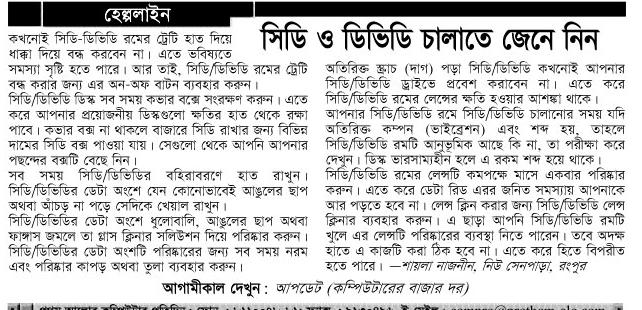 হেল্পলাইন
সিডি ও ডিভিডি চালাতে জেনে নিন
কখনোই সিডি-ডিভিডি রমের ট্রেটি হাত দিয়ে
ধাক্কা দিয়ে বন্ধ করবেন না। এতে ভবিষ্যতে
সমস্যা সৃষ্টি হতে পারে। আর তাই, সিডি/ডিভিডি রমের ট্রেটি
বন্ধ করার জন্য এর অন-অফ বাটন ব্যবহার করুন।
সিডি/ডিভিডি ডিস্ক সব সময় কভার বক্সে সংরক্ষণ করুন। এতে
করে আপনার প্রয়োজনীয় ডিস্কগুলো ক্ষতির হাত থেকে রক্ষা
পাবে। কভার বক্স না থাকলে বাজারে সিডি রাখার জন্য বিভিন্ন
দামের সিডি বক্স পাওয়া যায়। সেগুলো থেকে আপনি আপনার
পছন্দের বক্সটি বেছে নিন।
সব সময় সিডি/ডিভিডির বহিরাবরণে হাত রাখুন।
সিডি/ডিভিডির ডেটা অংশে যেন কোনোভাবেই আঙুলের ছাপ
অথবা আঁচড় না পড়ে সেদিকে খেয়াল রাখুন।
সিডি/ডিভিডির ডেটা অংশে ধুলোবালি, আঙুলের ছাপ অথবা
ফাঙ্গাস জমলে তা গ্লাস ক্লিনার সলিউশন দিয়ে পরিষ্কার করুন।
সিডি/ডিভিডির ডেটা অংশটি পরিষ্কারের জন্য সব সময় নরম
এবং পরিষ্কার কাপড় অথবা তুলা ব্যবহার করুন।
অতিরিক্ত স্ক্র্যাচ (দাগ) পড়া সিডি/ডিভিডি কখনোই আপনার
সিডি/ডিভিডি ড্রাইভে প্রবেশ করাবেন না। এতে করে
সিডি/ডিভিডি রমের লেন্সের ক্ষতি হওয়ার আশঙ্কা থাকে।
আপনার সিডি/ডিভিডি রমে সিডি/ডিভিডি চালানোর সময় যদি
অতিরিক্ত কম্পন (ভাইব্রেশন) এবং শব্দ হয়, তাহলে
সিডি/ডিভিডি রমটি আনুভূমিক আছে কি না, তা পরীক্ষা করে
দেখুন। ডিস্ক ভারসাম্যহীন হলে এ রকম শব্দ হয়ে থাকে।
সিডি/ডিভিডি রমের লেন্সটি কমপক্ষে মাসে একবার পরিষ্কার
করুন। এতে করে ডেটা রিড এরর জনিত সমস্যায় আপনাকে
আর পড়তে হবে না। লেন্স ক্লিন করার জন্য সিডি/ডিভিডি লেন্স
ক্লিনার ব্যবহার করুন। এ ছাড়া আপনি সিডি/ডিভিডি রমটি
খুলে এর লেন্সটি পরিষ্কারের ব্যবস্থা নিতে পারেন। তবে অদক্ষ
হাতে এ কাজটি করা ঠিক হবে না। এতে করে হিতে বিপরীত
হতে পারে। —শায়লা নাজনীন, নিউ সেনপাড়া, রংপুর
আগামীকাল দেখুন : আপডেট (কম্পিউটারের বাজার দর)